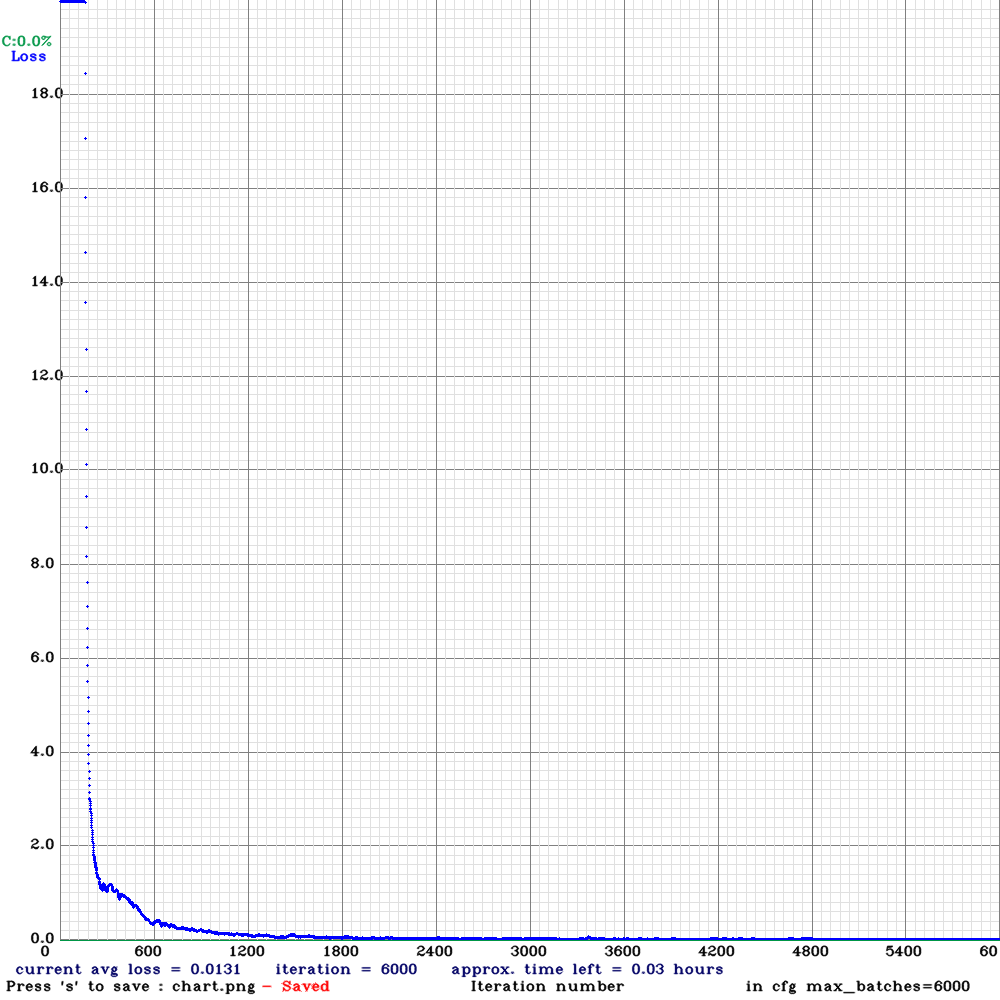 C:0.0%
Loss
18.0
16.0
14.0
12.0
10.0
8.0
6.0
4.0
2.0
0.0
0 600 1200 1800 2400 3000 3600 4200 4800 5400 60
current avg loss = 0.0131 iteration = 6000 approx. time left = 0.03 hours
Press 's' to save : chart.png - Saved Iteration number in cfg max_batches=6000